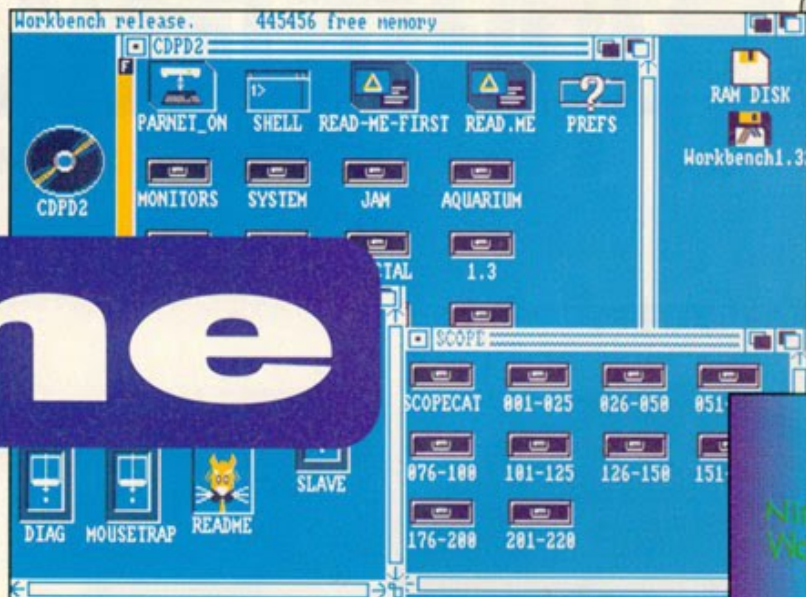 Workbench release. 445456 free memory
CDPD2
RAM DISK
PARNET_ON SHELL READ-ME-FIRST READ.ME PREFS
CDPD2
MONITORS SYSTEM JAM AQUARIUM
1.3
ne
SCOPE
SCOPECAT 001-025 026-050
076-100 101-125 126-150
DIAG MOUSETRAP README SLAVE
176-200 201-220